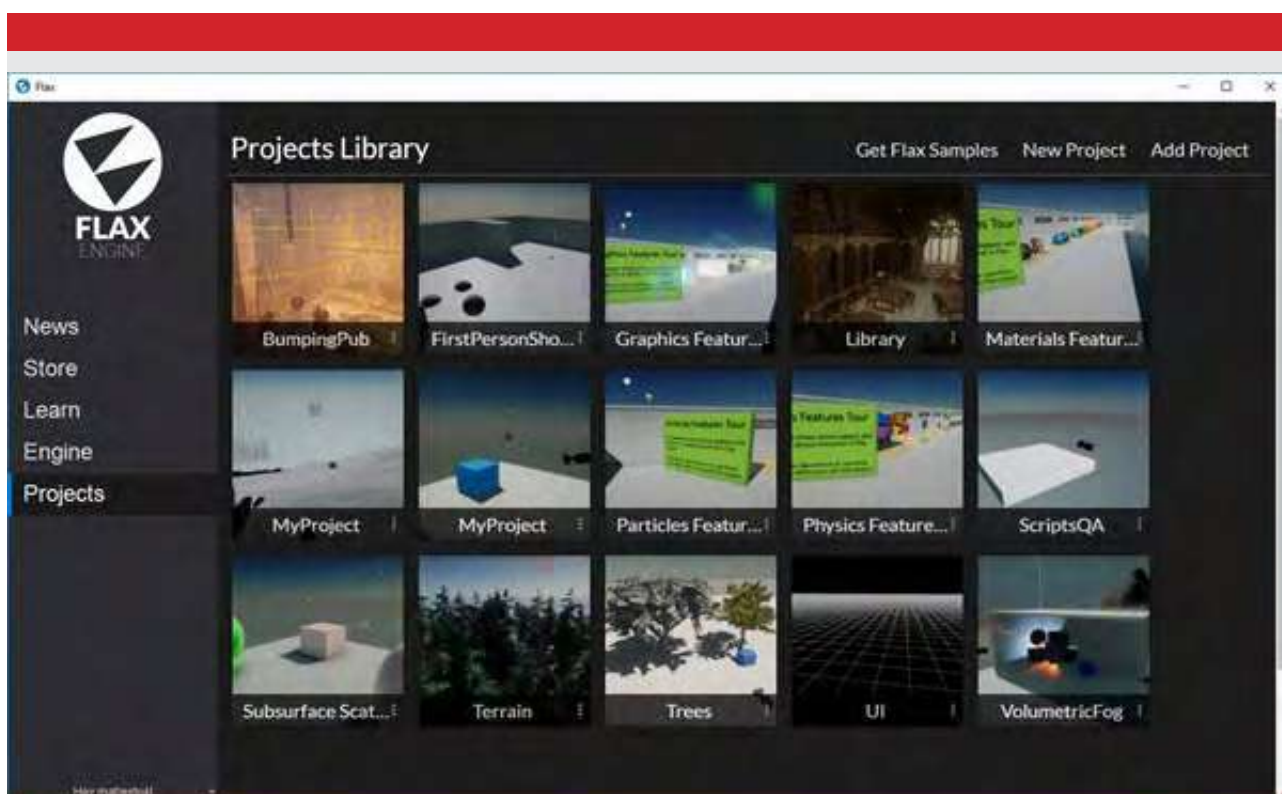 Flax
FLAX
ENGINE
News
Store
Learn
Engine
Projects
Projects Library
Get Flax Samples New Project Add Project
BumpingPub FirstPersonSho... Graphics Featur... Library Materials Featur...
MyProject MyProject Particles Featur... Physics Feature... ScriptsQA
Subsurface Scat... Terrain Trees UI VolumetricFog